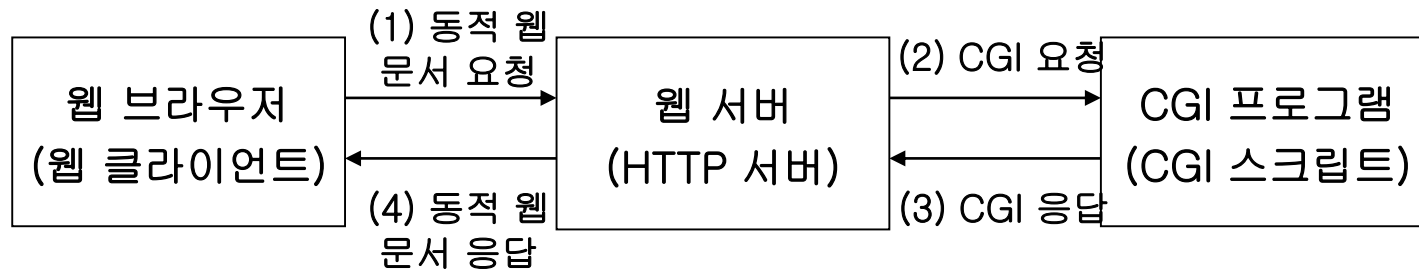 (1) 동적 웹
문서 요청
(2) CGI 요청
웹 브라우저
(웹 클라이언트)
웹 서버
(HTTP 서버)
CGI 프로그램
(CGI 스크립트)
(4) 동적 웹
문서 응답
(3) CGI 응답